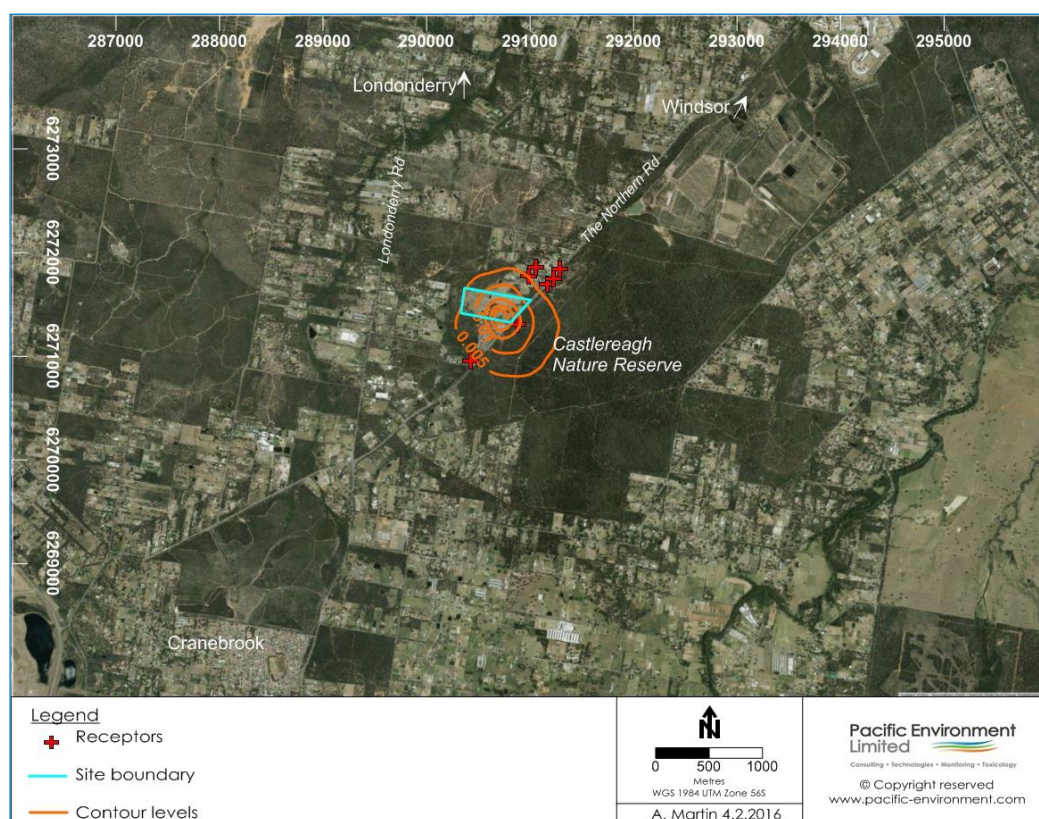 287000 288000 289000 290000 291000 292000 293000 294000 295000
Londonderry
Windsor
6273000
Londonderry Rd
The Northern Rd
6272000
0.005
Castlereagh
Nature Reserve
6271000
6270000
6269000
Cranebrook
Legend
Receptors
Site boundary
Contour levels
N
0 500 1000
Metres
WGS 1984 UTM Zone 56S
A. Martin 4.2.2016
Pacific Environment
Limited
Consulting • Technologies • Monitoring • Toxicology
© Copyright reserved
www.pacific-environment.com